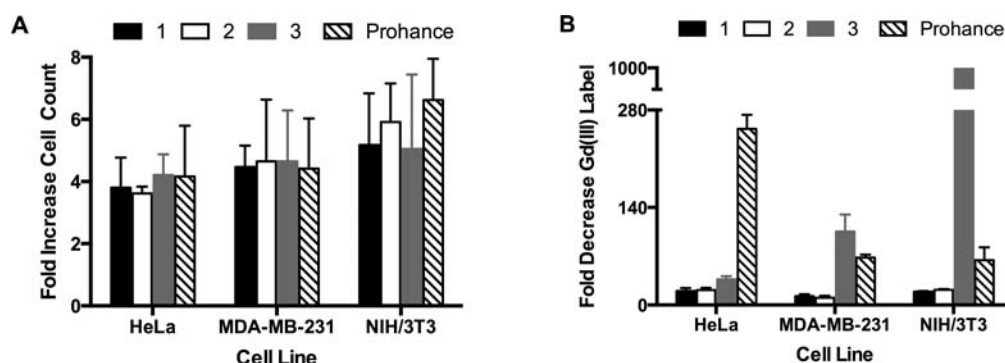 A
1 2 3 Prohance
Fold Increase Cell Count
8
6
4
2
0
HeLa MDA-MB-231 NIH/3T3
Cell Line
B
1 2 3 Prohance
Fold Decrease Gd(III) Label
1000
280
140
0
HeLa MDA-MB-231 NIH/3T3
Cell Line